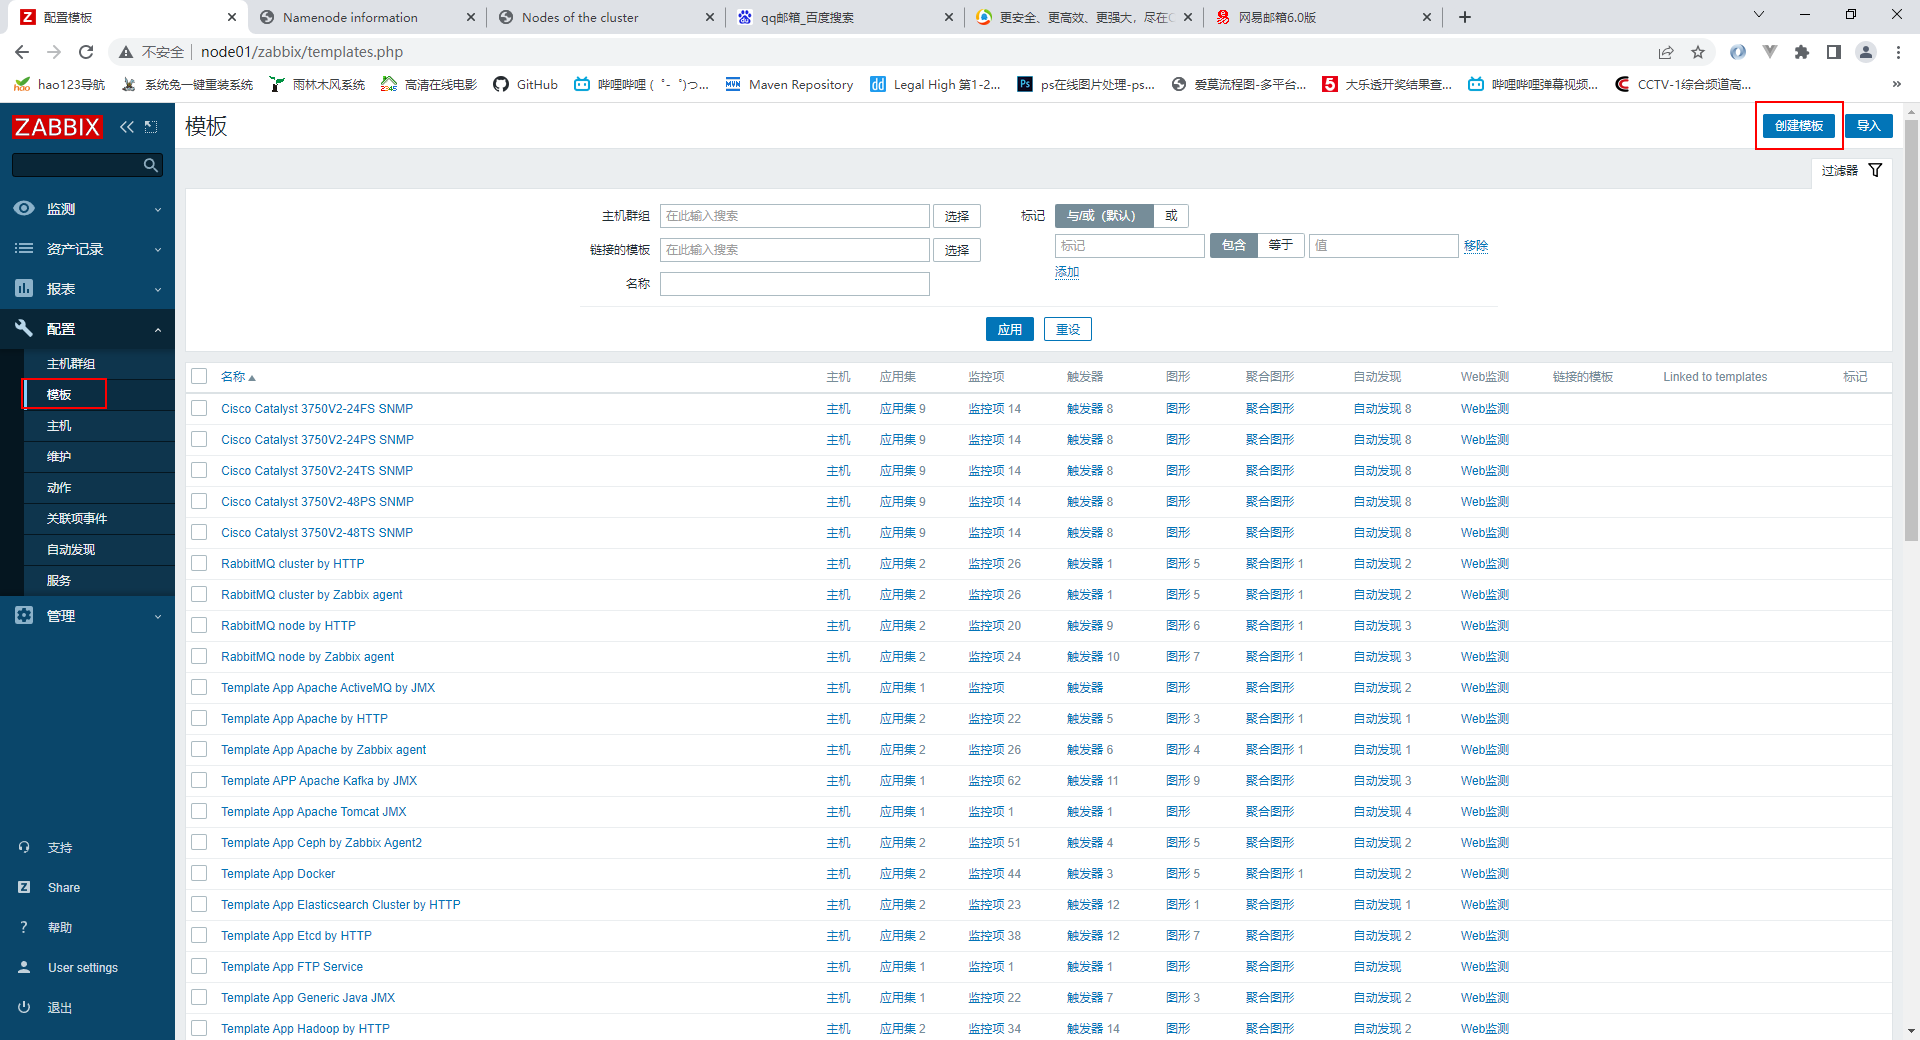 配置模板
Namenode information
Nodes of the cluster
qq邮箱_百度搜索
更安全、更高效、更强大，尽在C
网易邮箱6.0版
不安全 node01/zabbix/templates.php
hao123导航 系统兔一键重装系统 雨林木风系统 高清在线电影 GitHub 哔哩哔哩 ( ゜- ゜)つ... Maven Repository Legal High 第1-2... ps在线图片处理-ps... 爱莫流程图-多平台... 大乐透开奖结果查... 哔哩哔哩弹幕视频... CCTV-1综合频道高... »
ZABBIX
监测
资产记录
报表
配置
主机群组
模板
主机
维护
动作
关联项事件
自动发现
服务
管理
支持
Share
帮助
User settings
退出
模板 创建模板 导入
过滤器
主机群组 在此输入搜索 选择 标记 与/或（默认） 或
链接的模板 在此输入搜索 选择 标记 包含 等于 值 移除
添加
名称
应用 重设
名称 主机 应用集 监控项 触发器 图形 聚合图形 自动发现 Web监测 链接的模板 Linked to templates 标记
Cisco Catalyst 3750V2-24FS SNMP 主机 应用集 9 监控项 14 触发器 8 图形 聚合图形 自动发现 8 Web监测
Cisco Catalyst 3750V2-24PS SNMP 主机 应用集 9 监控项 14 触发器 8 图形 聚合图形 自动发现 8 Web监测
Cisco Catalyst 3750V2-24TS SNMP 主机 应用集 9 监控项 14 触发器 8 图形 聚合图形 自动发现 8 Web监测
Cisco Catalyst 3750V2-48PS SNMP 主机 应用集 9 监控项 14 触发器 8 图形 聚合图形 自动发现 8 Web监测
Cisco Catalyst 3750V2-48TS SNMP 主机 应用集 9 监控项 14 触发器 8 图形 聚合图形 自动发现 8 Web监测
RabbitMQ cluster by HTTP 主机 应用集 2 监控项 26 触发器 1 图形 5 聚合图形 1 自动发现 2 Web监测
RabbitMQ cluster by Zabbix agent 主机 应用集 2 监控项 26 触发器 1 图形 5 聚合图形 1 自动发现 2 Web监测
RabbitMQ node by HTTP 主机 应用集 2 监控项 20 触发器 9 图形 6 聚合图形 1 自动发现 3 Web监测
RabbitMQ node by Zabbix agent 主机 应用集 2 监控项 24 触发器 10 图形 7 聚合图形 1 自动发现 3 Web监测
Template App Apache ActiveMQ by JMX 主机 应用集 1 监控项 触发器 图形 聚合图形 自动发现 2 Web监测
Template App Apache by HTTP 主机 应用集 2 监控项 22 触发器 5 图形 3 聚合图形 1 自动发现 1 Web监测
Template App Apache by Zabbix agent 主机 应用集 2 监控项 26 触发器 6 图形 4 聚合图形 1 自动发现 1 Web监测
Template APP Apache Kafka by JMX 主机 应用集 1 监控项 62 触发器 11 图形 9 聚合图形 自动发现 3 Web监测
Template App Apache Tomcat JMX 主机 应用集 1 监控项 1 触发器 1 图形 聚合图形 自动发现 4 Web监测
Template App Ceph by Zabbix Agent2 主机 应用集 2 监控项 51 触发器 4 图形 5 聚合图形 自动发现 2 Web监测
Template App Docker 主机 应用集 2 监控项 44 触发器 3 图形 5 聚合图形 1 自动发现 2 Web监测
Template App Elasticsearch Cluster by HTTP 主机 应用集 2 监控项 23 触发器 12 图形 1 聚合图形 自动发现 1 Web监测
Template App Etcd by HTTP 主机 应用集 2 监控项 38 触发器 12 图形 7 聚合图形 自动发现 2 Web监测
Template App FTP Service 主机 应用集 1 监控项 1 触发器 1 图形 聚合图形 自动发现 Web监测
Template App Generic Java JMX 主机 应用集 1 监控项 22 触发器 7 图形 3 聚合图形 自动发现 2 Web监测
Template App Hadoop by HTTP 主机 应用集 2 监控项 34 触发器 14 图形 聚合图形 自动发现 2 Web监测